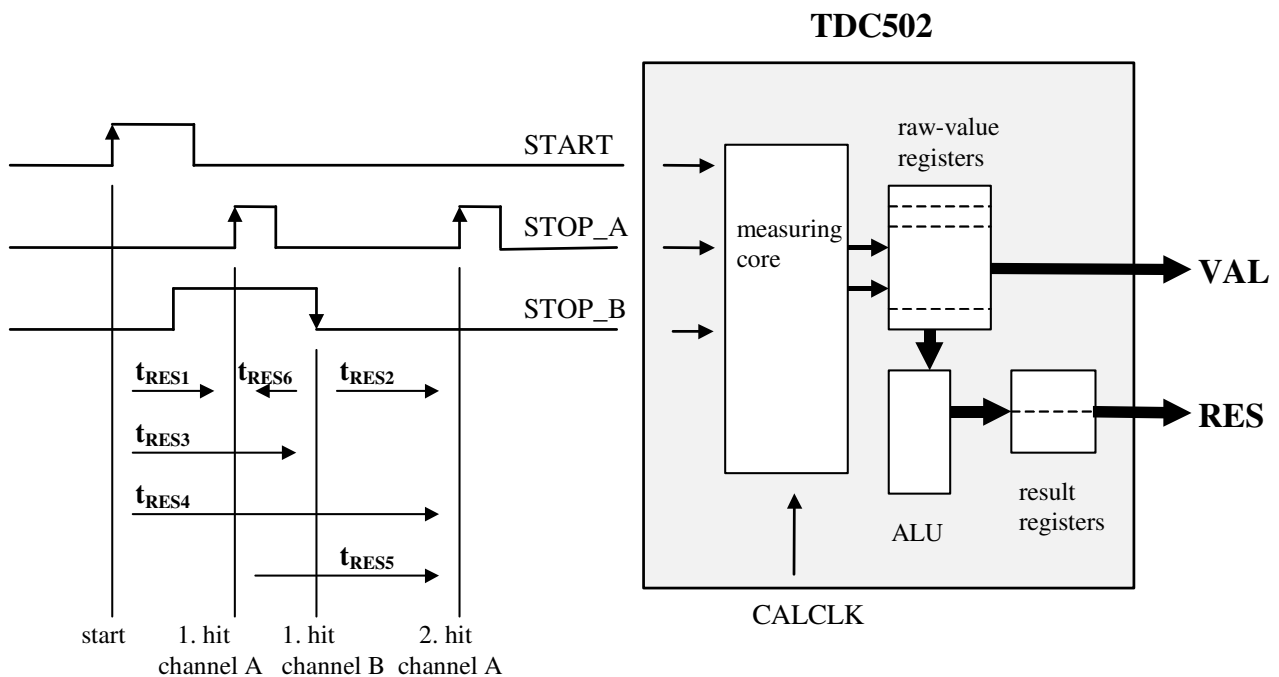 TDC502
START
STOP_A
STOP_B
tRES1
tRES6
tRES2
tRES3
tRES4
tRES5
start
1. hit
channel A
1. hit
channel B
2. hit
channel A
raw-value
registers
measuring
core
VAL
RES
ALU
result
registers
CALCLK